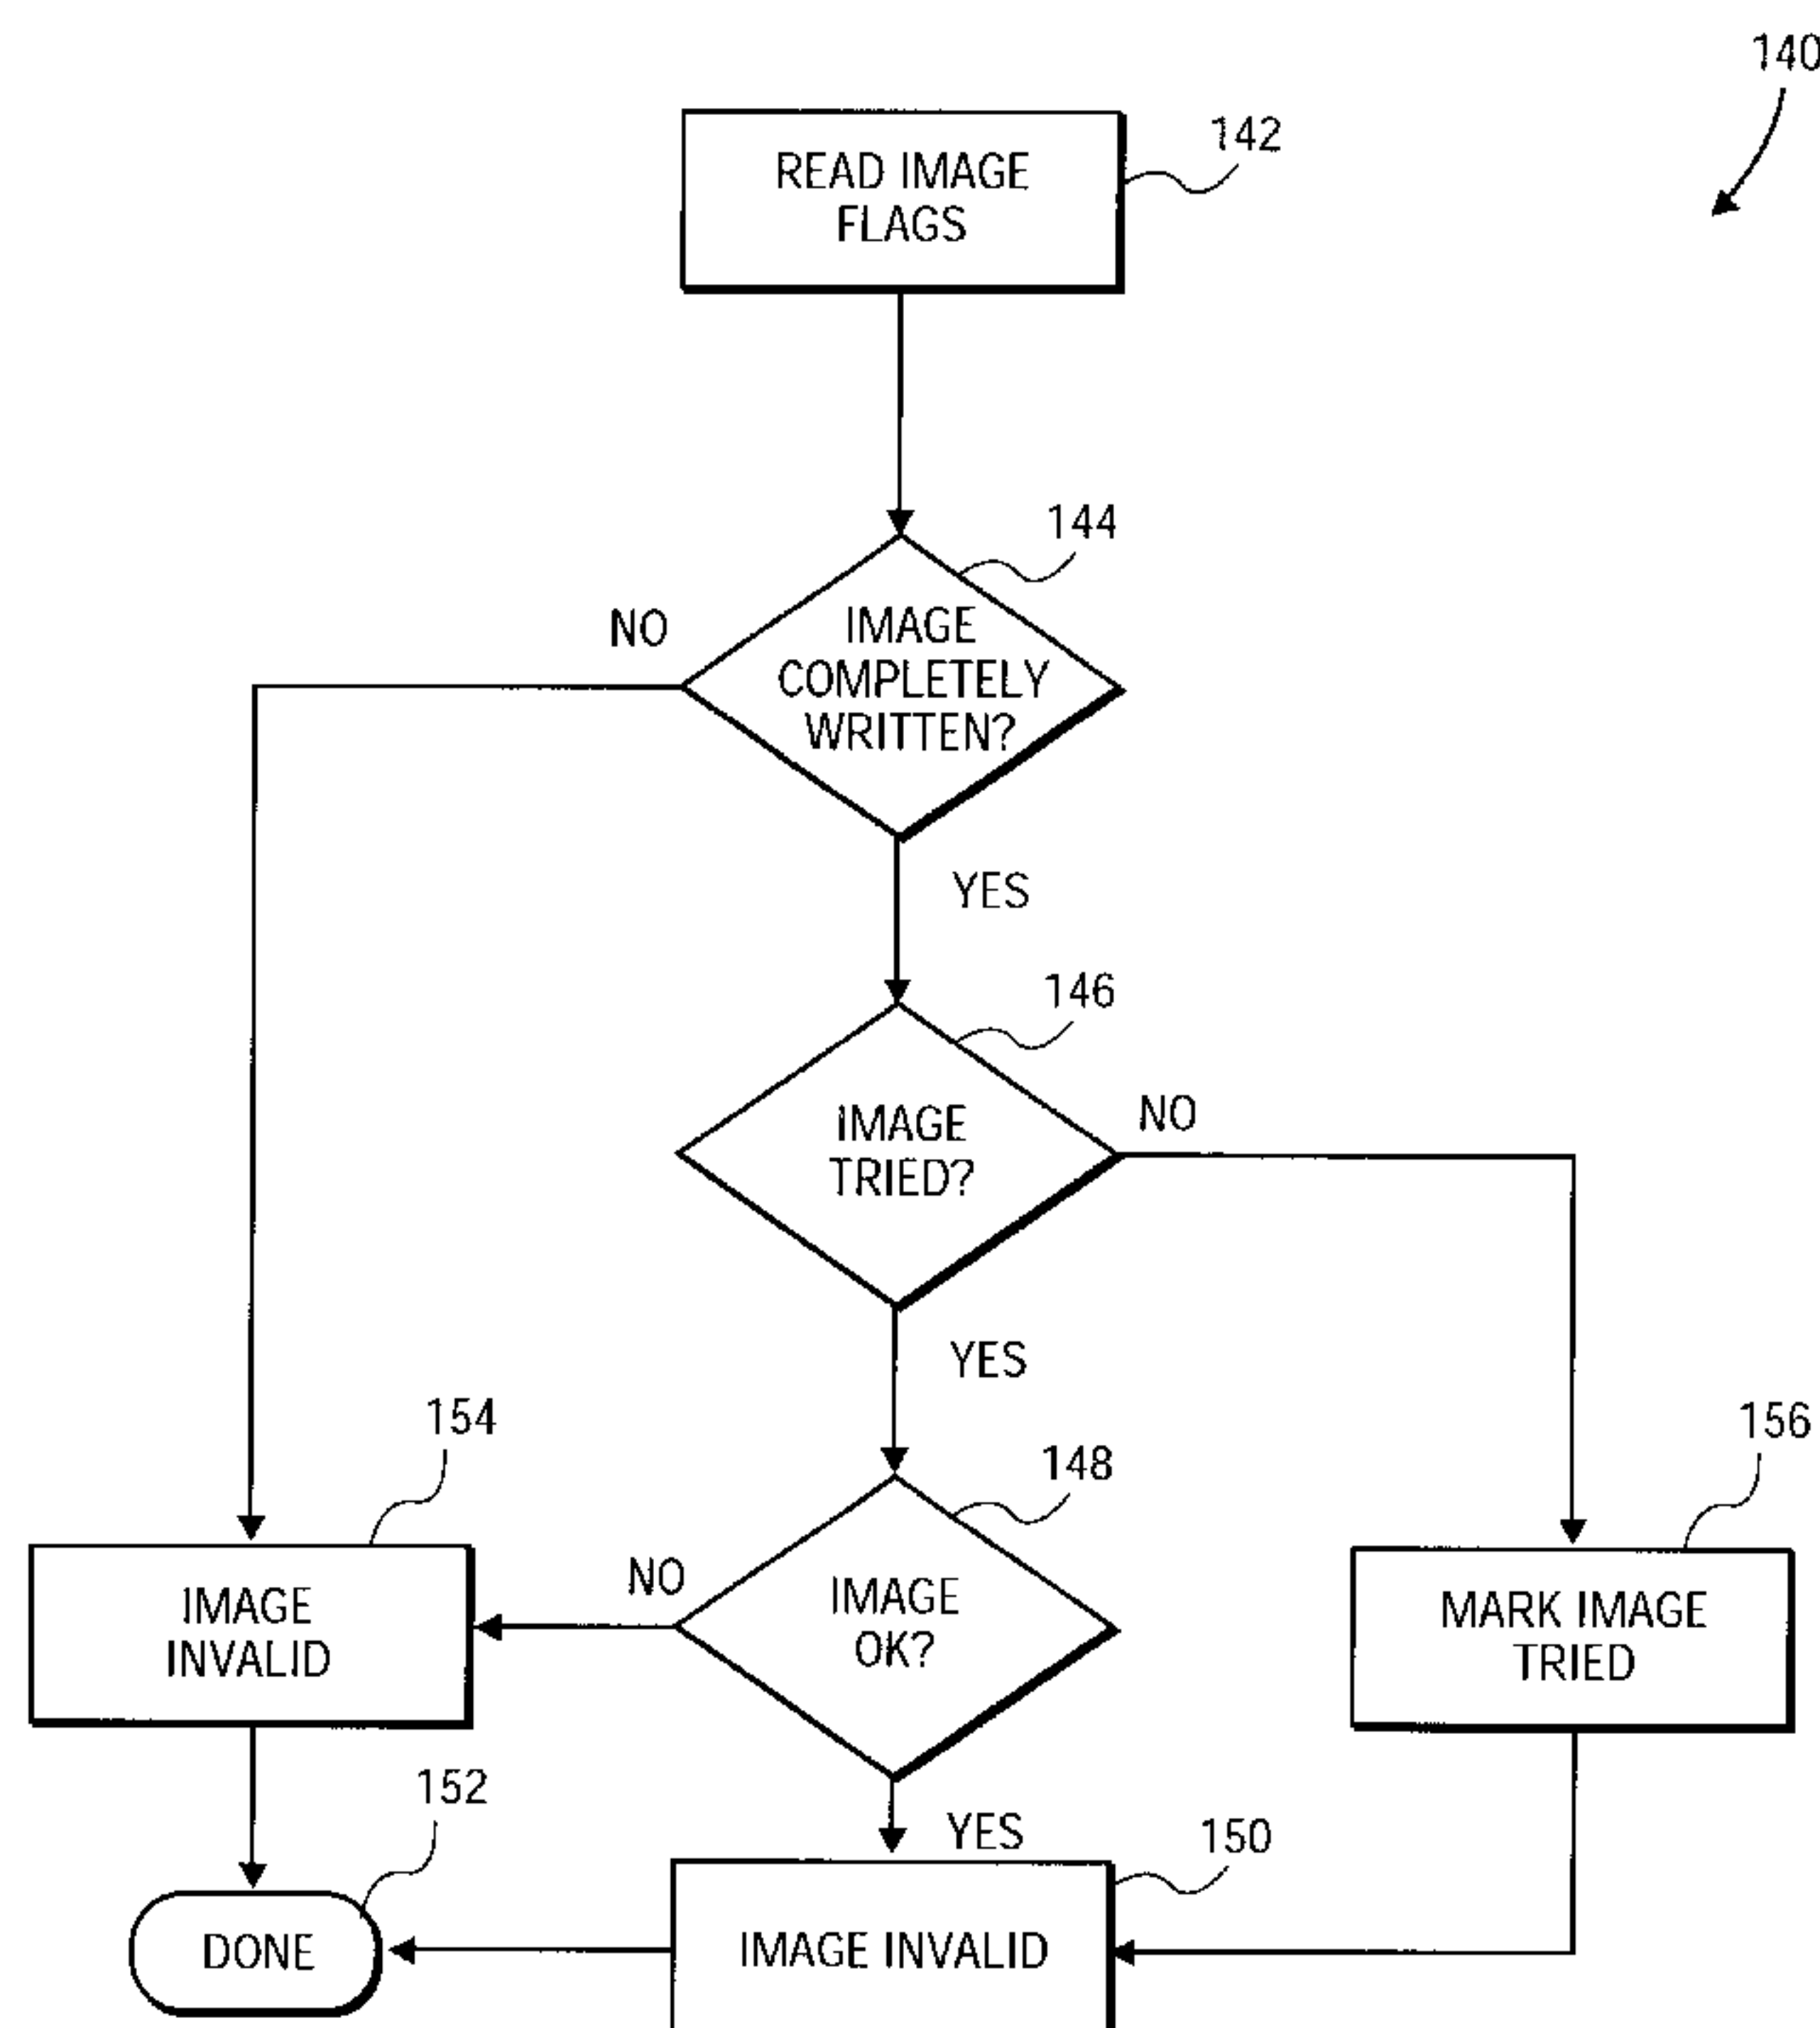 140
142
READ IMAGE
FLAGS
144
NO
IMAGE
COMPLETELY
WRITTEN?
YES
146
IMAGE
TRIED?
NO
YES
154
148
156
IMAGE
INVALID
NO
IMAGE
OK?
MARK IMAGE
TRIED
152
YES
150
DONE
IMAGE INVALID